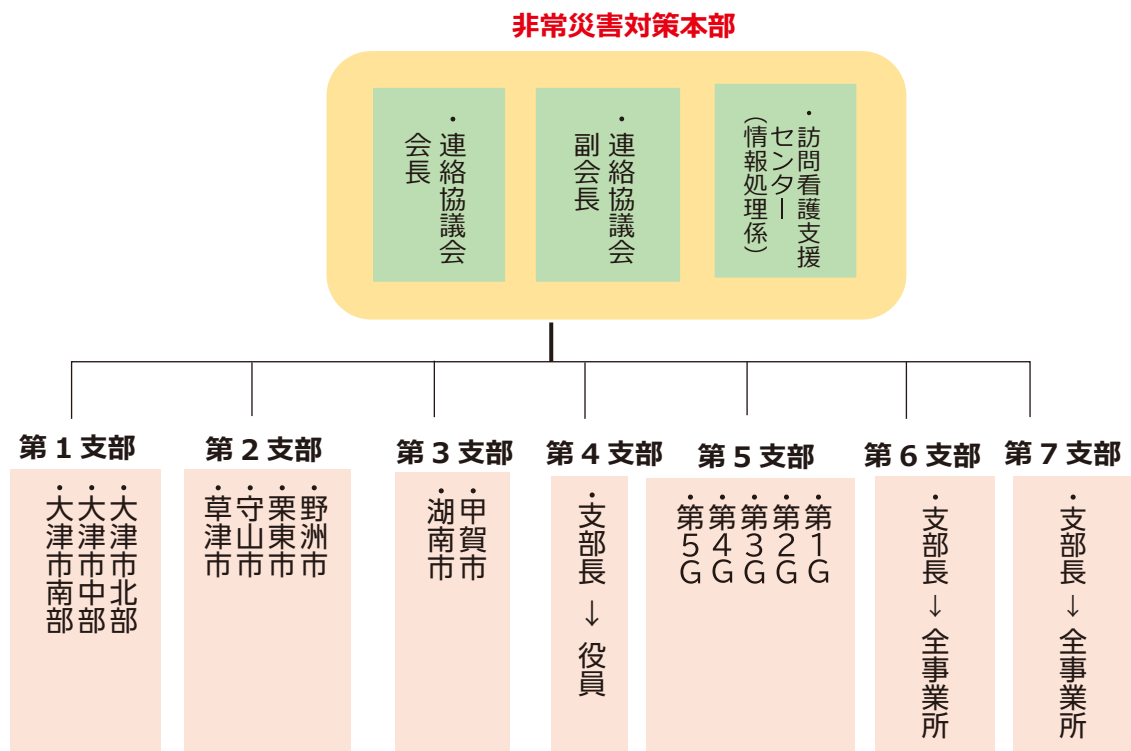 非常災害対策本部
・連絡協議会
会長
・連絡協議会
副会長
・訪問看護支援
センター
(情報処理係)
第1支部
・大津市北部
・大津市中部
・大津市南部
第2支部
・野洲市
・栗東市
・守山市
・草津市
第3支部
・甲賀市
・湖南市
第4支部
・支部長→役員
第5支部
・第1G
・第2G
・第3G
・第4G
・第5G
第6支部
・支部長→全事業所
第7支部
・支部長→全事業所